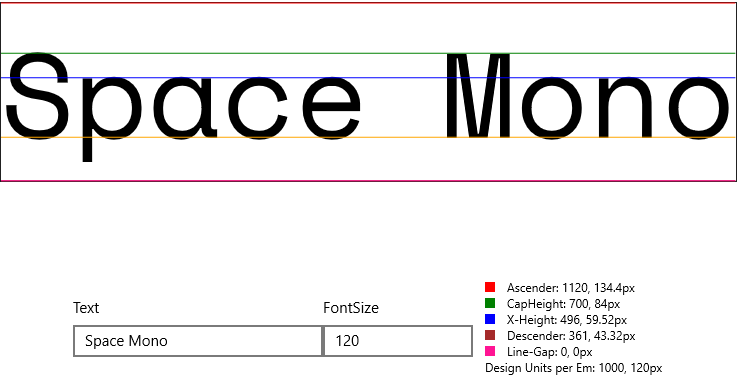 Space Mono
Text
FontSize
Space Mono
120
Ascender: 1120, 134.4px
CapHeight: 700, 84px
X-Height: 496, 59.52px
Descender: 361, 43.32px
Line-Gap: 0, 0px
Design Units per Em: 1000, 120px